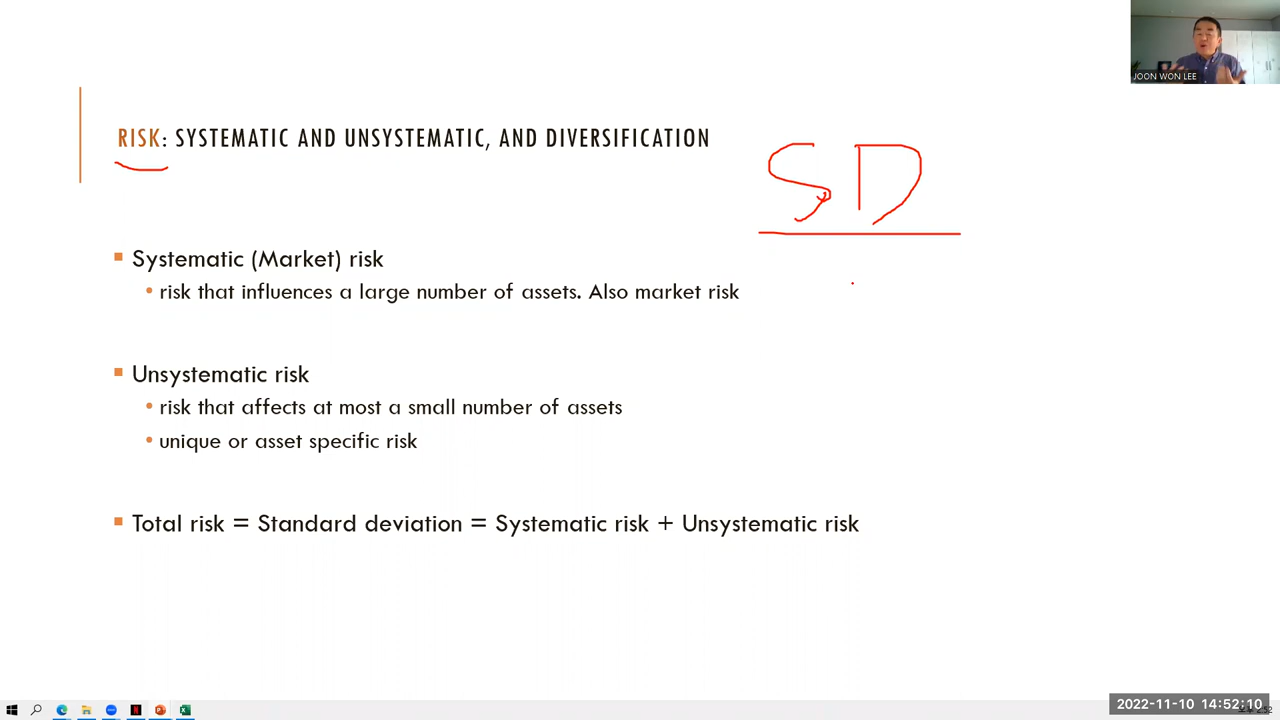 JOON WON LEE
RISK: SYSTEMATIC AND UNSYSTEMATIC, AND DIVERSIFICATION
SD
▪ Systematic (Market) risk
• risk that influences a large number of assets. Also market risk
▪ Unsystematic risk
• risk that affects at most a small number of assets
• unique or asset specific risk
▪ Total risk = Standard deviation = Systematic risk + Unsystematic risk
2022-11-10 14:52:10